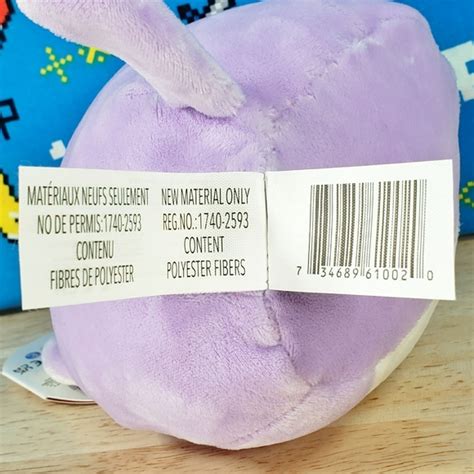 MATÉRIAUX NEUFS SEULEMENT
NO DE PERMIS:1740-2593
CONTENU
FIBRES DE POLYESTER
NEW MATERIAL ONLY
REG.NO.:1740-2593
CONTENT
POLYESTER FIBERS
7 34689 61002 0